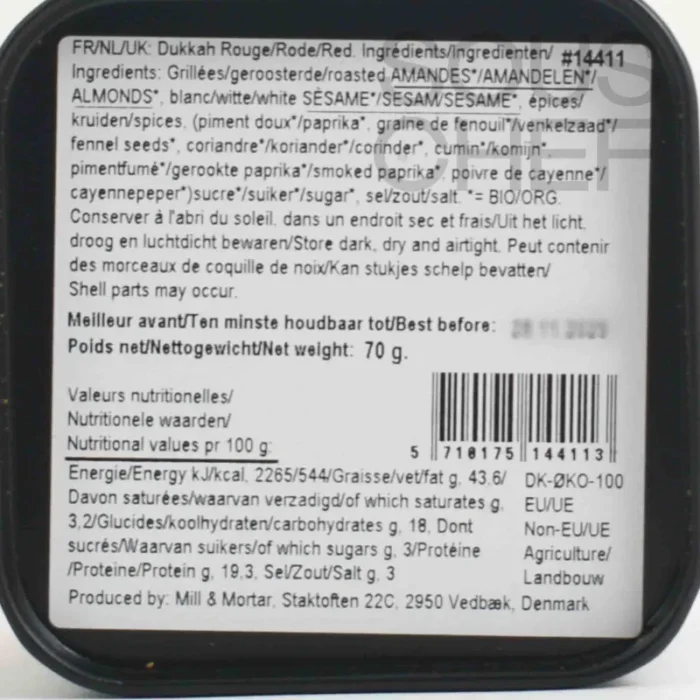 FR/NL/UK: Dukkah Rouge/Rode/Red. Ingrédients/ingredienten/ #14411
Ingredients: Grillées/geroosterde/roasted AMANDES*/AMANDELEN*/
ALMONDS*, blanc/witte/white SÈSAME*/SESAM/SESAME*, épices/
kruiden/spices, (piment doux*/paprika*, graine de fenouil*/venkelzaad*/
fennel seeds*, coriandre*/koriander*/corinder*, cumin*/komijn*,
pimentfumé*/gerookte paprika*/smoked paprika*, poivre de cayenne*/
cayennepeper*)sucre*/suiker*/sugar*, sel/zout/salt. *= BIO/ORG.
Conserver à l'abri du soleil, dans un endroit sec et frais/Uit het licht,
droog en luchtdicht bewaren/Store dark, dry and airtight. Peut contenir
des morceaux de coquille de noix/Kan stukjes schelp bevatten/
Shell parts may occur.
Meilleur avant/Ten minste houdbaar tot/Best before:
Poids net/Nettogewicht/Net weight: 70 g.
Valeurs nutritionelles/
Nutritionele waarden/
Nutritional values pr 100 g:
5 710175 144113
Energie/Energy kJ/kcal, 2265/544/Graisse/vet/fat g. 43,6/
Davon saturées/waarvan verzadigd/of which saturates g.
3,2/Glucides/koolhydraten/carbohydrates g, 18, Dont
sucrés/Waarvan suikers/of which sugars g, 3/Protéine
/Proteine/Protein g, 19,3, Sel/Zout/Salt g, 3
DK-ØKO-100
EU/UE
Non-EU/UE
Agriculture/
Landbouw
Produced by: Mill & Mortar, Staktoften 22C, 2950 Vedbæk, Denmark